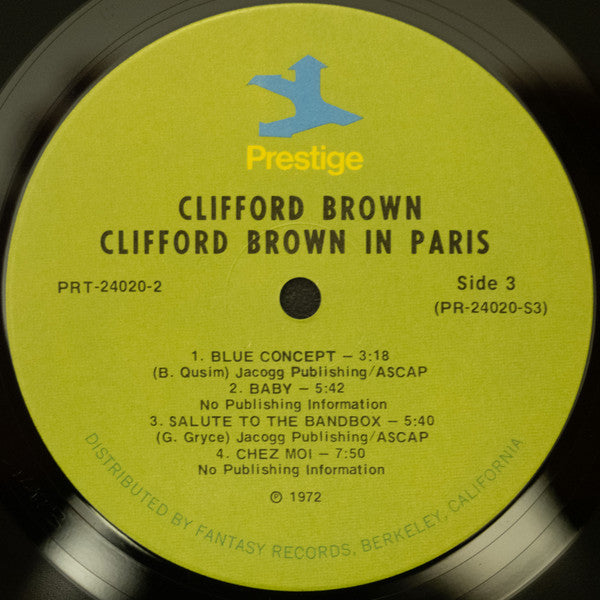 Prestige
CLIFFORD BROWN
CLIFFORD BROWN IN PARIS
PRT-24020-2
Side 3
(PR-24020-S3)
1. BLUE CONCEPT – 3:18
(B. Qusim) Jacogg Publishing/ASCAP
2. BABY – 5:42
No Publishing Information
3. SALUTE TO THE BANDBOX – 5:40
(G. Gryce) Jacogg Publishing/ASCAP
4. CHEZ MOI – 7:50
No Publishing Information
℗ 1972
DISTRIBUTED BY FANTASY RECORDS, BERKELEY, CALIFORNIA